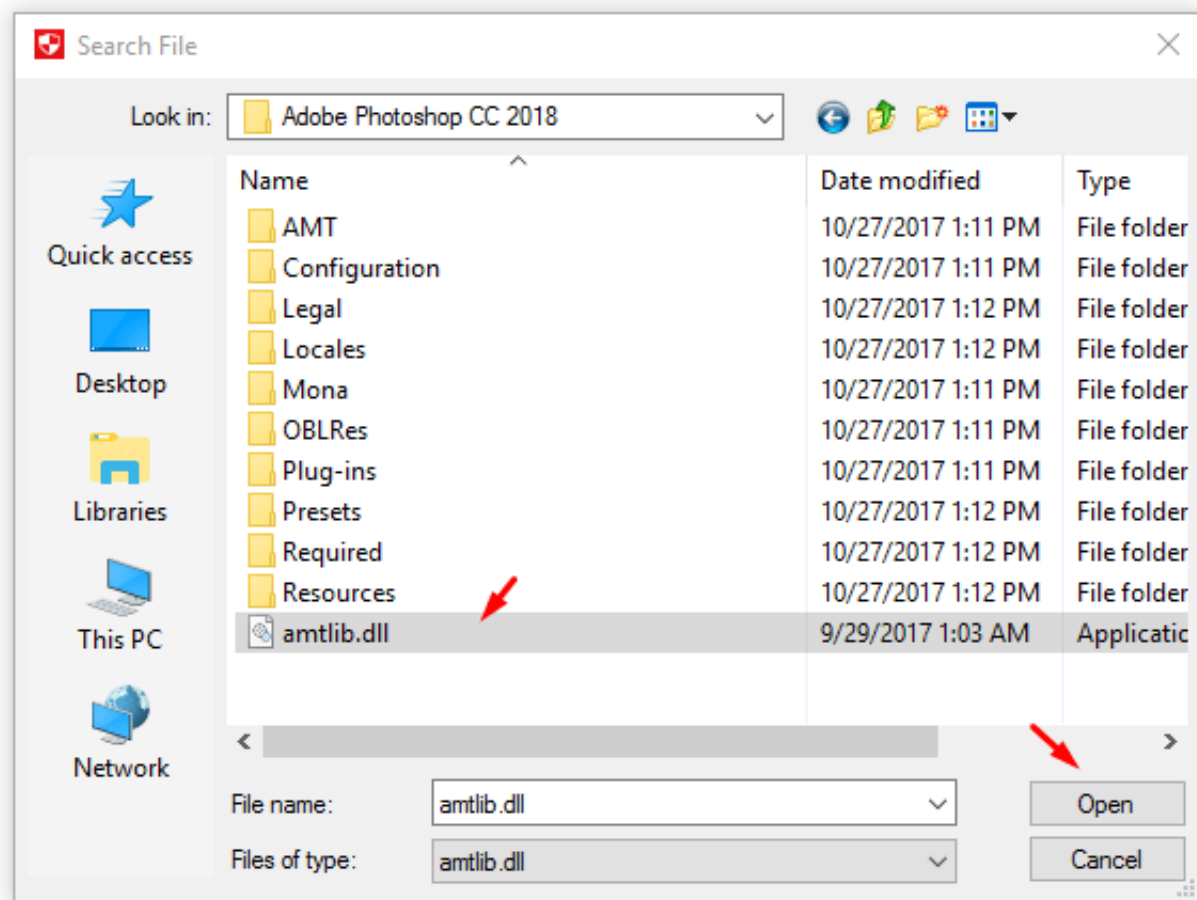 Search File
Look in: Adobe Photoshop CC 2018
Name Date modified Type
AMT 10/27/2017 1:11 PM File folder
Configuration 10/27/2017 1:11 PM File folder
Legal 10/27/2017 1:12 PM File folder
Locales 10/27/2017 1:12 PM File folder
Mona 10/27/2017 1:11 PM File folder
OBLRes 10/27/2017 1:11 PM File folder
Plug-ins 10/27/2017 1:11 PM File folder
Presets 10/27/2017 1:12 PM File folder
Required 10/27/2017 1:12 PM File folder
Resources 10/27/2017 1:12 PM File folder
amtlib.dll 9/29/2017 1:03 AM Applicatic
Quick access
Desktop
Libraries
This PC
Network
File name: amtlib.dll Open
Files of type: amtlib.dll Cancel